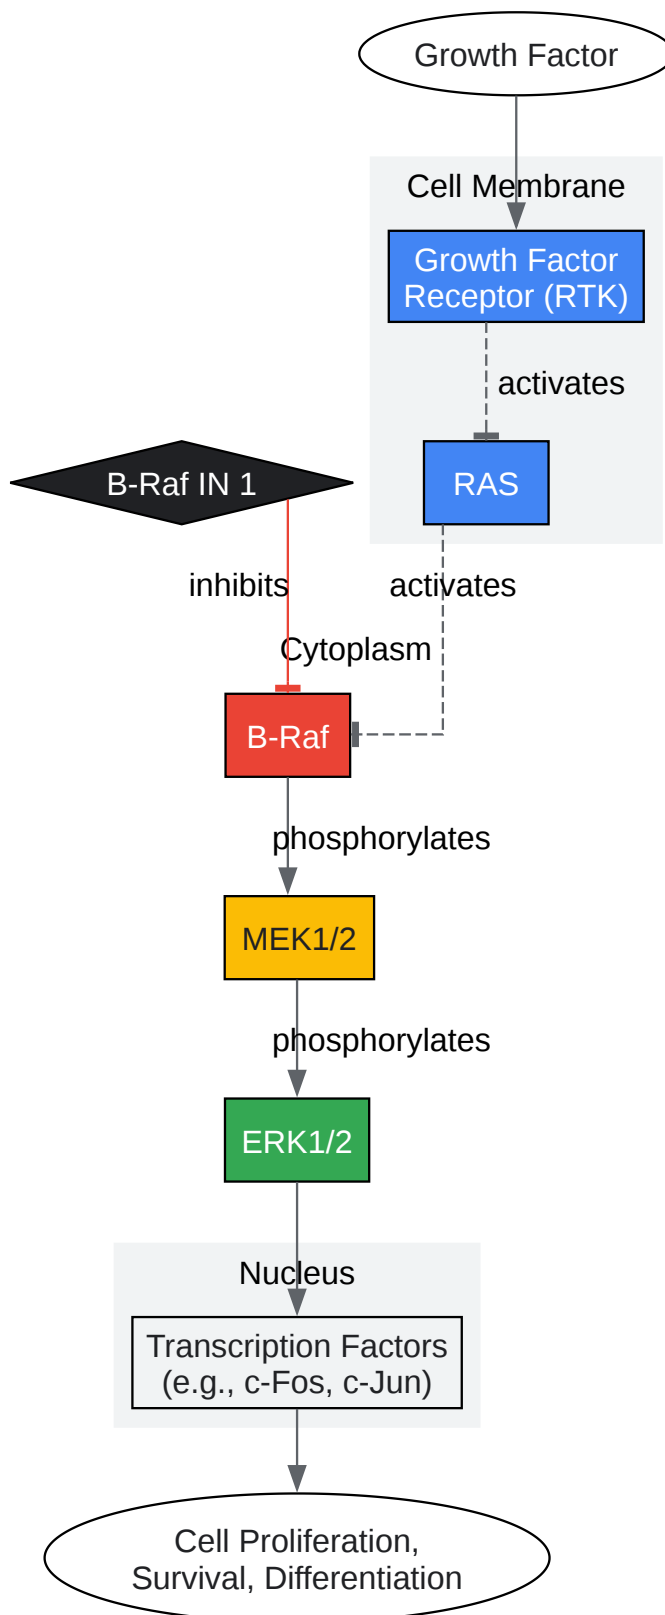 Growth Factor
Cell Membrane
Growth Factor
Receptor (RTK)
activates
B-Raf IN 1
RAS
inhibits
activates
Cytoplasm
B-Raf
phosphorylates
MEK1/2
phosphorylates
ERK1/2
Nucleus
Transcription Factors
(e.g., c-Fos, c-Jun)
Cell Proliferation,
Survival, Differentiation